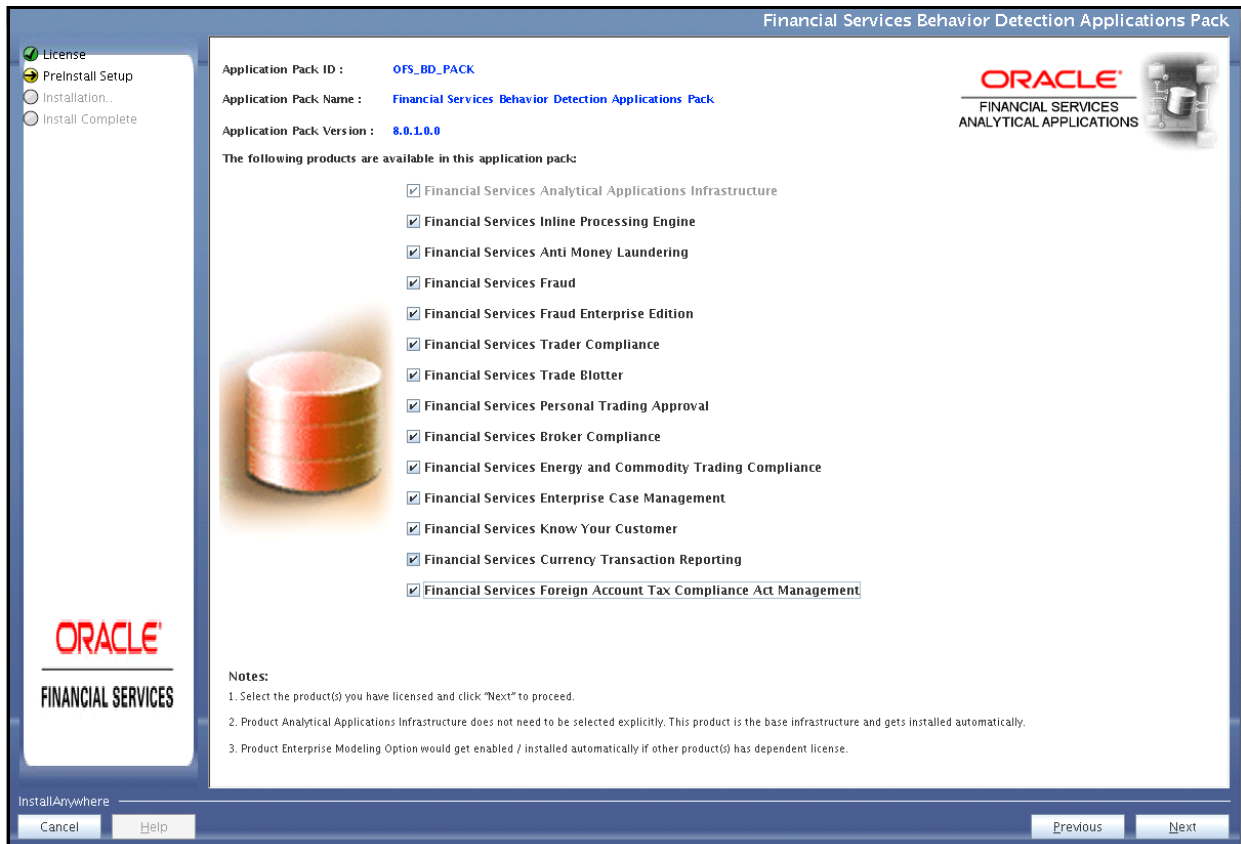 Financial Services Behavior Detection Applications Pack
License
PreInstall Setup
Installation..
Install Complete
Application Pack ID : OFS_BD_PACK
Application Pack Name : Financial Services Behavior Detection Applications Pack
Application Pack Version : 8.0.1.0.0
ORACLE'
FINANCIAL SERVICES
ANALYTICAL APPLICATIONS
The following products are available in this application pack:
Financial Services Analytical Applications Infrastructure
Financial Services Inline Processing Engine
Financial Services Anti Money Laundering
Financial Services Fraud
Financial Services Fraud Enterprise Edition
Financial Services Trader Compliance
Financial Services Trade Blotter
Financial Services Personal Trading Approval
Financial Services Broker Compliance
Financial Services Energy and Commodity Trading Compliance
Financial Services Enterprise Case Management
Financial Services Know Your Customer
Financial Services Currency Transaction Reporting
Financial Services Foreign Account Tax Compliance Act Management
ORACLE'
FINANCIAL SERVICES
Notes:
1. Select the product(s) you have licensed and click "Next" to proceed.
2. Product Analytical Applications Infrastructure does not need to be selected explicitly. This product is the base infrastructure and gets installed automatically.
3. Product Enterprise Modeling Option would get enabled / installed automatically if other product(s) has dependent license.
InstallAnywhere
Cancel Help Previous Next